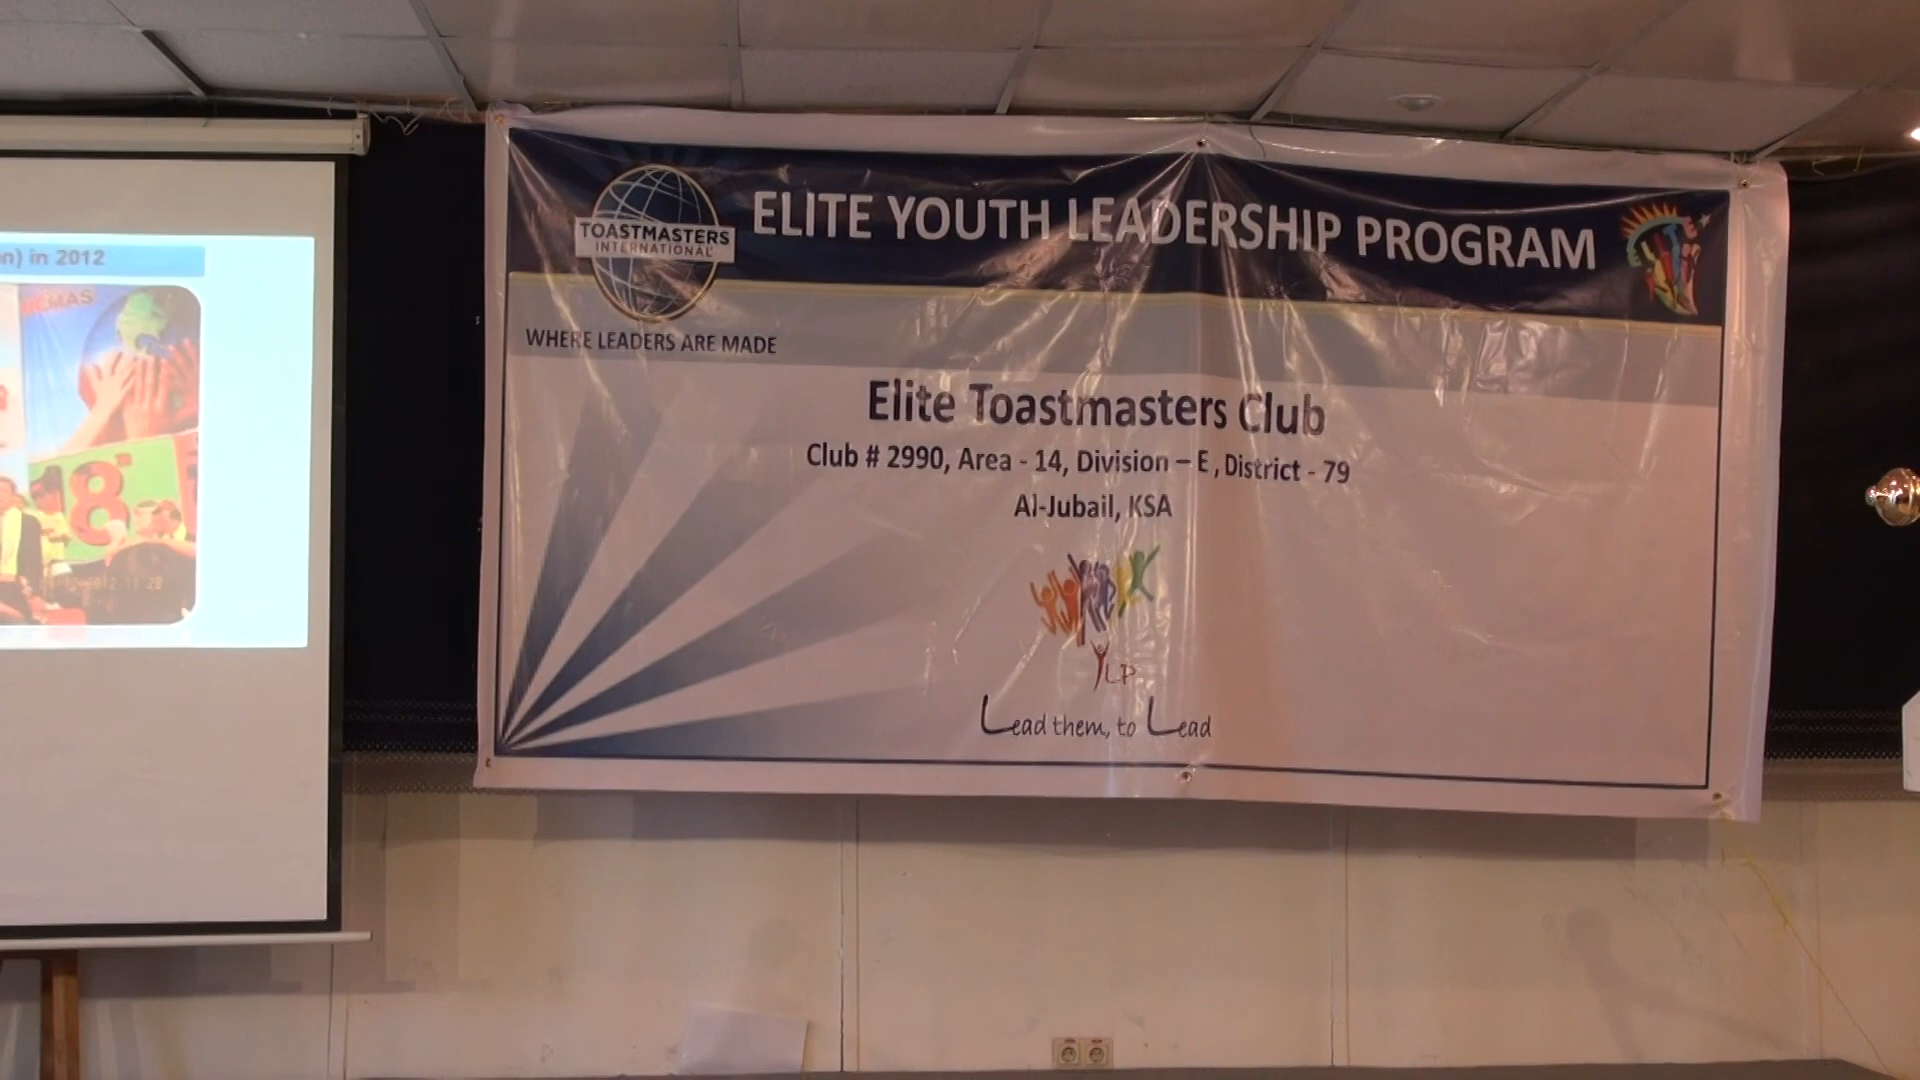 n) in 2012
18
TOASTMASTERS
INTERNATIONAL
ELITE YOUTH LEADERSHIP PROGRAM
WHERE LEADERS ARE MADE
Elite Toastmasters Club
Club # 2990, Area - 14, Division – E , District - 79
Al-Jubail, KSA
YLP
Lead them, to Lead